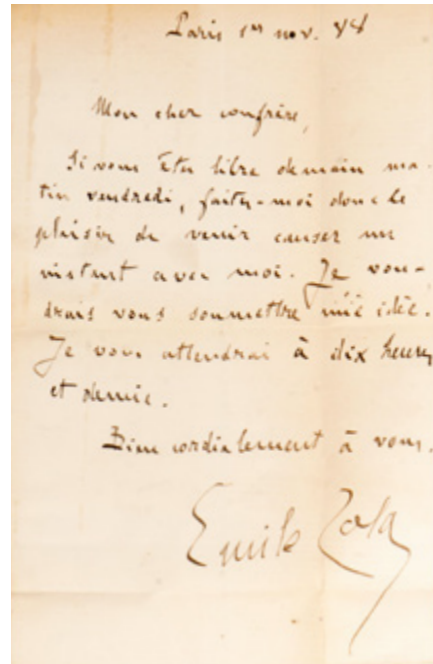 Paris 1er nov. 88
Mon cher confrère,
Si vous êtes libre demain ma-
tin vendredi, faites-moi donc le
plaisir de venir causer un
instant avec moi. Je vou-
drais vous soumettre une idée.
Je vous attendrai à dix heures
et demie.
Bien cordialement à vous.
Emile Zola